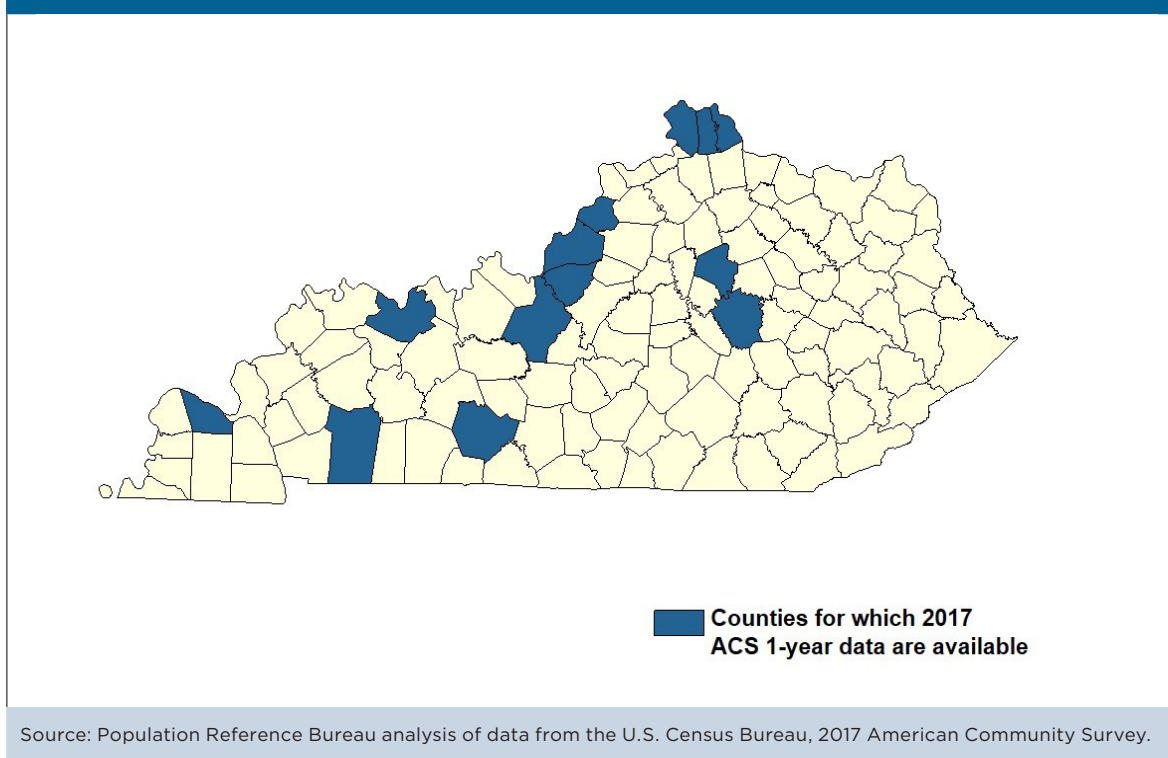 Counties for which 2017
ACS 1-year data are available
Source: Population Reference Bureau analysis of data from the U.S. Census Bureau, 2017 American Community Survey.